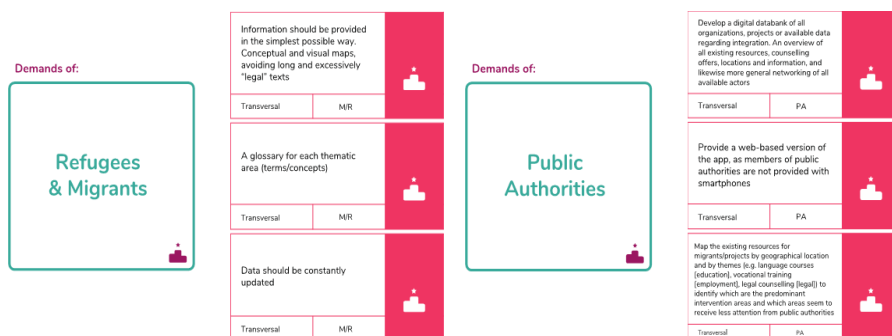 Demands of:
Refugees
& Migrants
Information should be provided
in the simplest possible way.
Conceptual and visual maps,
avoiding long and excessively
“legal” texts
Transversal
M/R
A glossary for each thematic
area (terms/concepts)
Transversal
M/R
Data should be constantly
updated
Transversal
M/R
Demands of:
Public
Authorities
Develop a digital databank of all
organizations, projects or available data
regarding integration. An overview of
all existing resources, counselling
offers, locations and information, and
likewise more general networking of all
available actors
Transversal
PA
Provide a web-based version of
the app, as members of public
authorities are not provided with
smartphones
Transversal
PA
Map the existing resources for
migrants/projects by geographical location
and by themes (e.g. language courses
[education], vocational training
[employment], legal counselling [legal]) to
identify which are the predominant
intervention areas and which areas seem to
receive less attention from public authorities
Transversal
PA